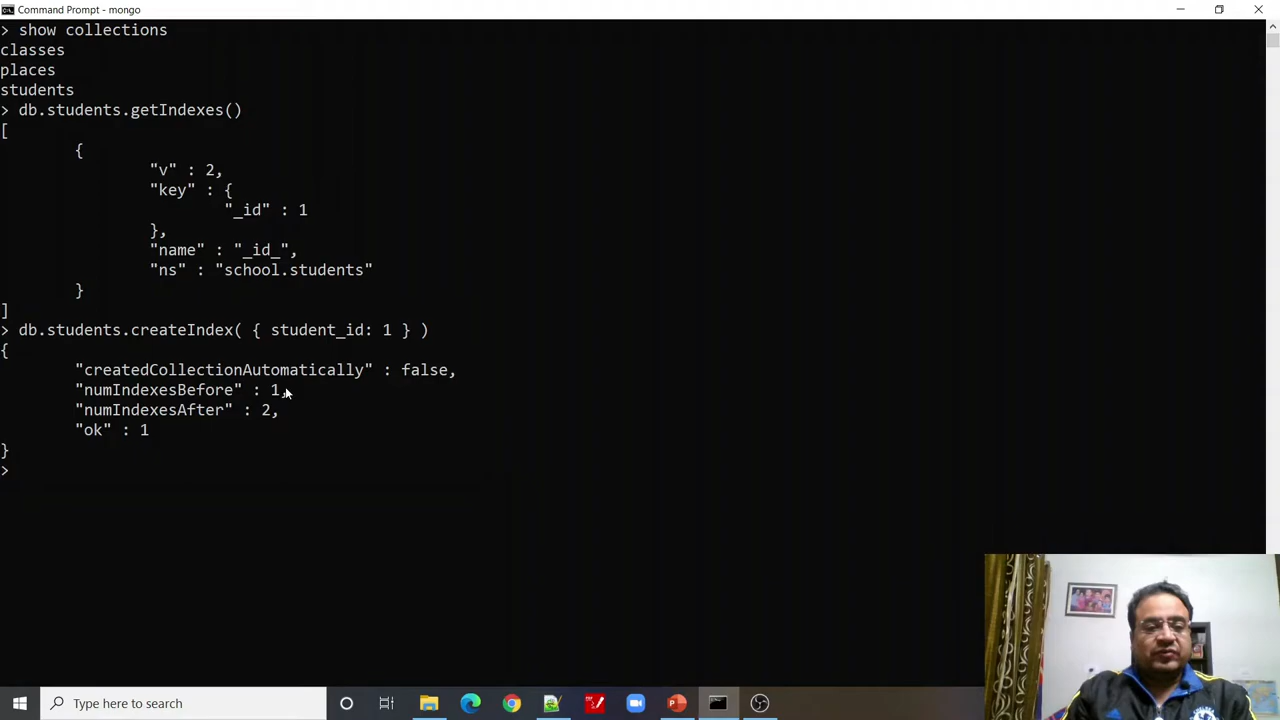 Command Prompt - mongo
> show collections
classes
places
students
> db.students.getIndexes()
[
{
"v" : 2,
"key" : {
"_id" : 1
},
"name" : "_id_",
"ns" : "school.students"
}
]
> db.students.createIndex( { student_id: 1 } )
{
"createdCollectionAutomatically" : false,
"numIndexesBefore" : 1,
"numIndexesAfter" : 2,
"ok" : 1
}
>
Type here to search